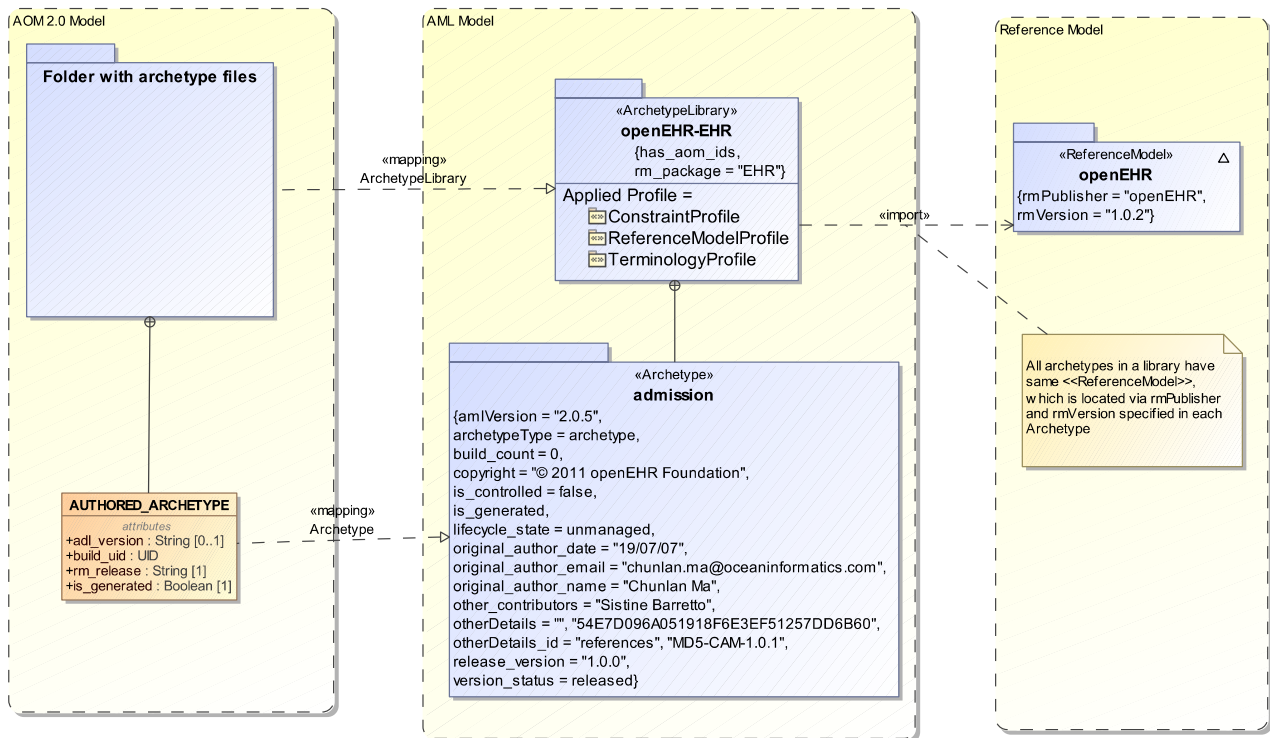 AOM 2.0 Model
Folder with archetype files
AUTHORED_ARCHETYPE
attributes
+adl_version : String [0..1]
+build_uid : UID
+rm_release : String [1]
+is_generated : Boolean [1]
«mapping»
ArchetypeLibrary
«mapping»
Archetype
AML Model
«ArchetypeLibrary»
openEHR-EHR
{has_aom_ids,
rm_package = "EHR"}
Applied Profile =
«»ConstraintProfile
«»ReferenceModelProfile
«»TerminologyProfile
«Archetype»
admission
{amlVersion = "2.0.5",
archetypeType = archetype,
build_count = 0,
copyright = "© 2011 openEHR Foundation",
is_controlled = false,
is_generated,
lifecycle_state = unmanaged,
original_author_date = "19/07/07",
original_author_email = "chunlan.ma@oceaninformatics.com",
original_author_name = "Chunlan Ma",
other_contributors = "Sistine Barretto",
otherDetails = "", "54E7D096A051918F6E3EF51257DD6B60",
otherDetails_id = "references", "MD5-CAM-1.0.1",
release_version = "1.0.0",
version_status = released}
«import»
Reference Model
«ReferenceModel»
openEHR
{rmPublisher = "openEHR",
rmVersion = "1.0.2"}
All archetypes in a library have
same <<ReferenceModel>>,
which is located via rmPublisher
and rmVersion specified in each
Archetype